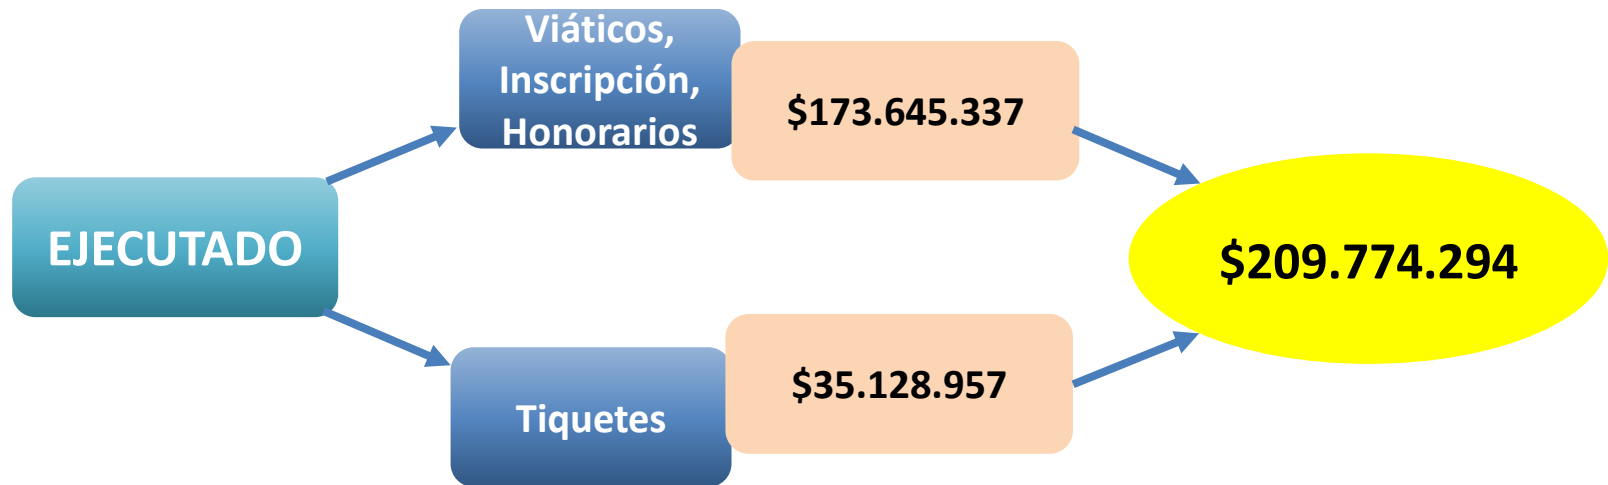 Viáticos,
Inscripción,
Honorarios
$173.645.337
EJECUTADO
$209.774.294
Tiquetes
$35.128.957